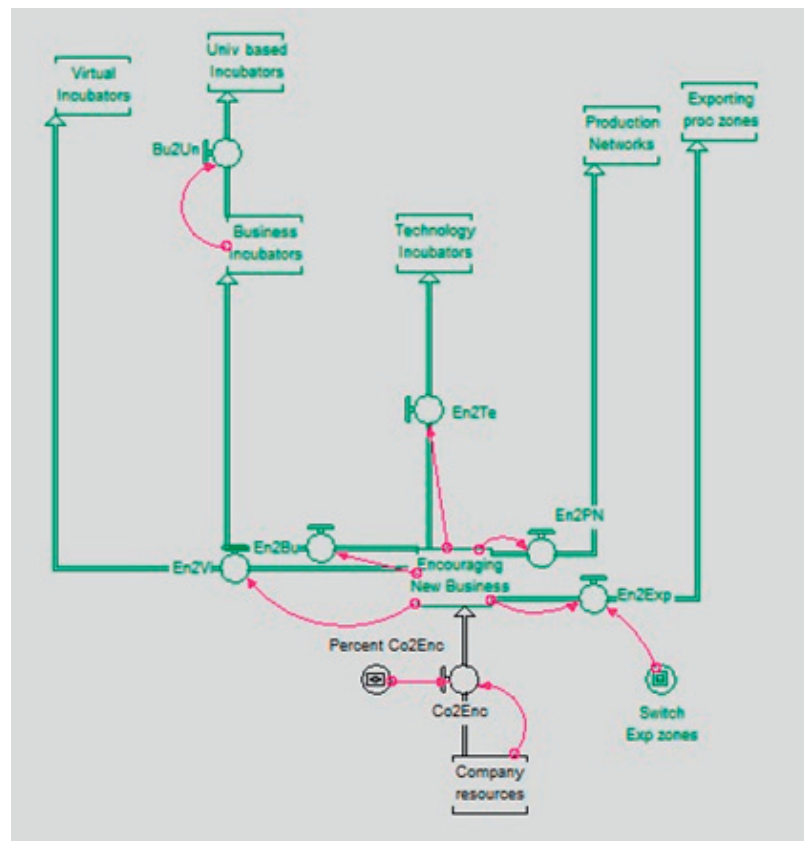 Univ based
Incubators
Virtual
Incubators
Exporting
proc zones
Production
Networks
Bu2Un
Business
Incubators
Technology
Incubators
En2Te
En2PN
En2Bu
En2Vi
Encouraging
New Business
En2Exp
Percent Co2Enc
Co2Enc
Switch
Exp zones
Company
resources